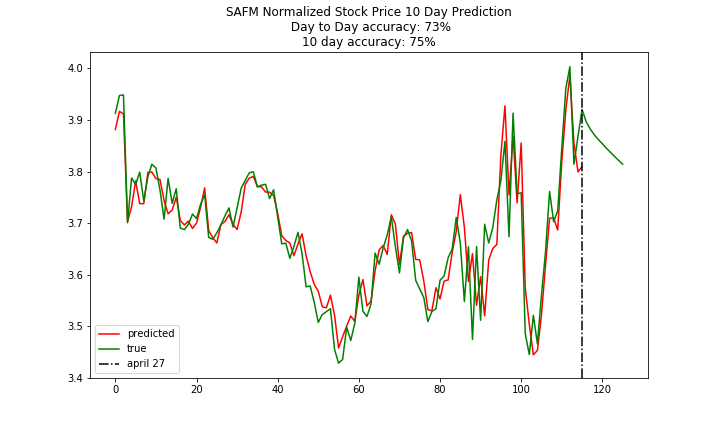 SAFM Normalized Stock Price 10 Day Prediction
Day to Day accuracy: 73%
10 day accuracy: 75%
4.0
3.9
3.8
3.7
3.6
3.5
3.4
predicted
true
april 27
0 20 40 60 80 100 120